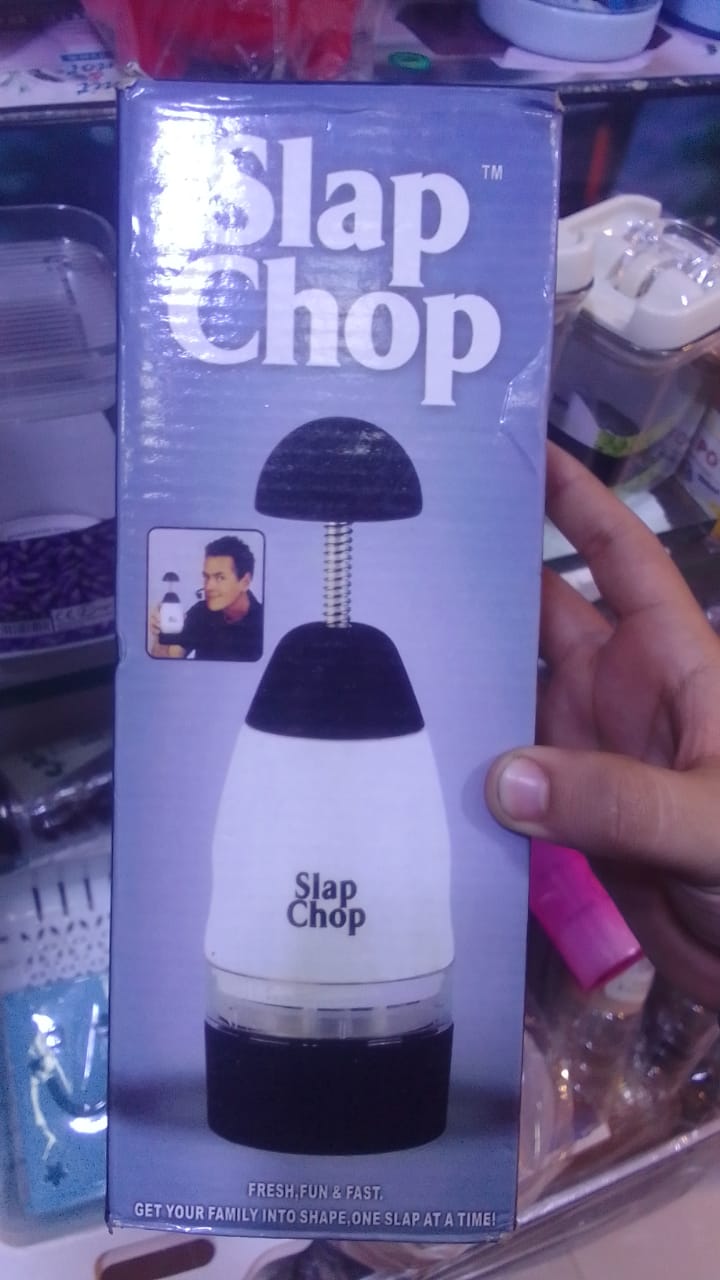 Slap
Chop
TM
Slap
Chop
FRESH,FUN & FAST.
GET YOUR FAMILY INTO SHAPE,ONE SLAP AT A TIME!